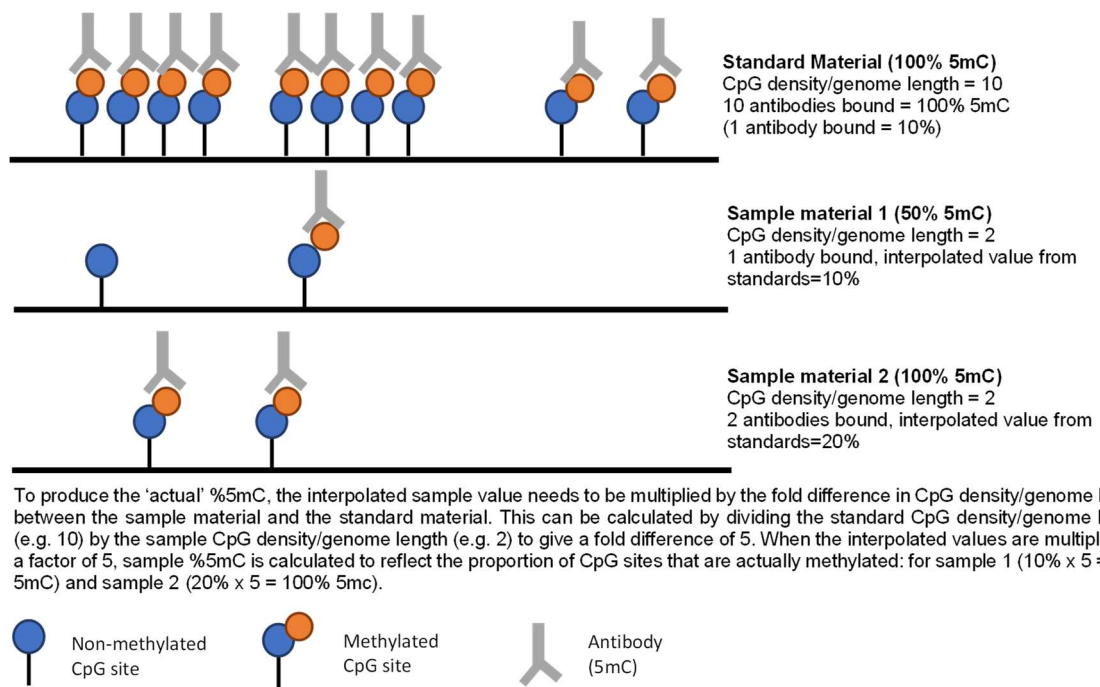 Standard Material (100% 5mC)
CpG density/genome length = 10
10 antibodies bound = 100% 5mC
(1 antibody bound = 10%)
Sample material 1 (50% 5mC)
CpG density/genome length = 2
1 antibody bound, interpolated value from
standards=10%
Sample material 2 (100% 5mC)
CpG density/genome length = 2
2 antibodies bound, interpolated value from
standards=20%
To produce the ‘actual’ %5mC, the interpolated sample value needs to be multiplied by the fold difference in CpG density/genome
between the sample material and the standard material. This can be calculated by dividing the standard CpG density/genome
(e.g. 10) by the sample CpG density/genome length (e.g. 2) to give a fold difference of 5. When the interpolated values are
a factor of 5, sample %5mC is calculated to reflect the proportion of CpG sites that are actually methylated: for sample 1 (10% x 5 =
5mC) and sample 2 (20% x 5 = 100% 5mc).
Non-methylated
CpG site
Methylated
CpG site
Antibody
(5mC)